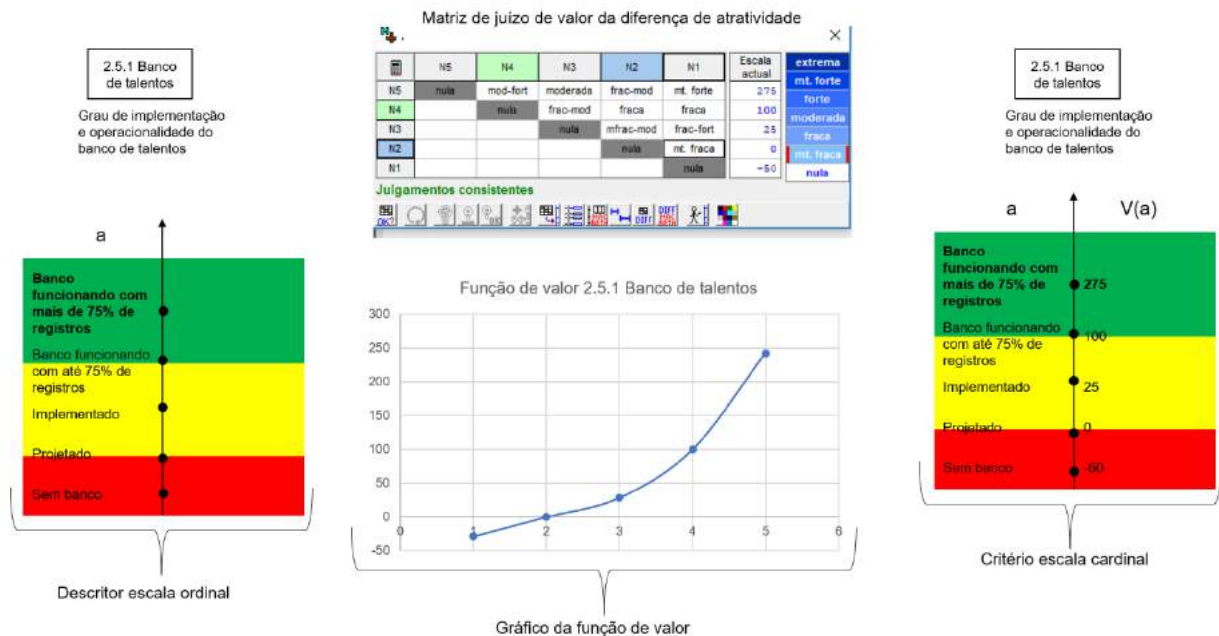 Matriz de juízo de valor da diferença de atratividade
2.5.1 Banco
de talentos
Grau de implementação
e operacionalidade do
banco de talentos
a
Banco
funcionando com
mais de 75% de
registros
Banco funcionando
com até 75% de
registros
Implementado
Projetado
Sem banco
Descritor escala ordinal
N5 N4 N3 N2 N1 Escala actual
N5 nula mod-fort moderada frac-mod mt. forte 275
N4 nula frac-mod fraca fraca 100
N3 nula mfrac-mod frac-fort 25
N2 nula mt. fraca 0
N1 nula -50
extrema
mt. forte
forte
moderada
fraca
mt. fraca
nula
Julgamentos consistentes
OK?
DIFF
DIFF
Função de valor 2.5.1 Banco de talentos
300
250
200
150
100
50
0
-50
0 1 2 3 4 5 6
Gráfico da função de valor
2.5.1 Banco
de talentos
Grau de implementação
e operacionalidade do
banco de talentos
a V(a)
Banco
funcionando com
mais de 75% de
registros
275
Banco funcionando
com até 75% de
registros
100
Implementado 25
Projetado 0
Sem banco -50
Critério escala cardinal